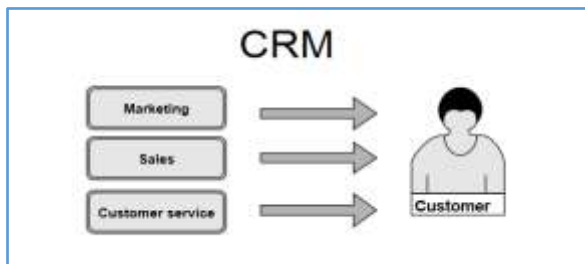 CRM
Marketing
Sales
Customer service
Customer